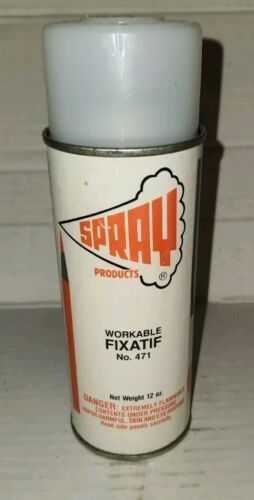 SPRAY
PRODUCTS
®
WORKABLE
FIXATIF
No. 471
Net Weight 12 oz.
DANGER: EXTREMELY FLAMMABLE
CONTENTS UNDER PRESSURE
VAPOR HARMFUL. SKIN AND EYE IRRITANT
Read side panels carefully.